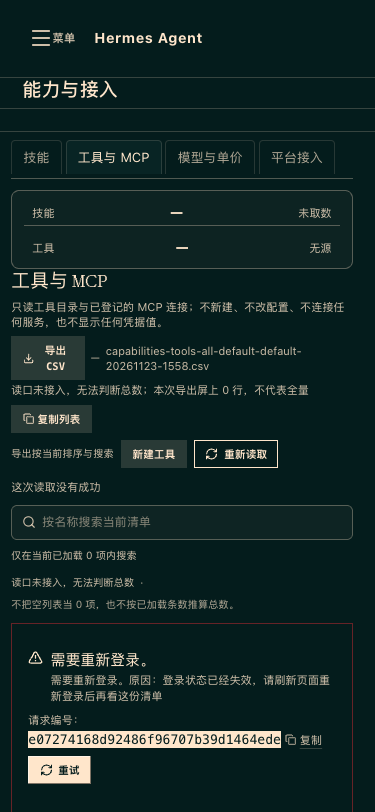 菜单 Hermes Agent
能力与接入
技能 工具与 MCP 模型与单价 平台接入
技能 — 未取数
工具 — 无源
工具与 MCP
只读工具目录与已登记的 MCP 连接；不新建、不改配置、不连接任
何服务，也不显示任何凭据值。
导出
CSV
— capabilities-tools-all-default-default-
20261123-1558.csv
读口未接入，无法判断总数；本次导出屏上 0 行，不代表全量
复制列表
导出按当前排序与搜索 新建工具 重新读取
这次读取没有成功
按名称搜索当前清单
仅在当前已加载 0 项内搜索
读口未接入，无法判断总数 ·
不把空列表当 0 项，也不按已加载条数推算总数。
需要重新登录。
需要重新登录。原因：登录状态已经失效，请刷新页面重
新登录后再看这份清单
请求编号：
e07274168d92486f96707b39d1464ede 复制
重试